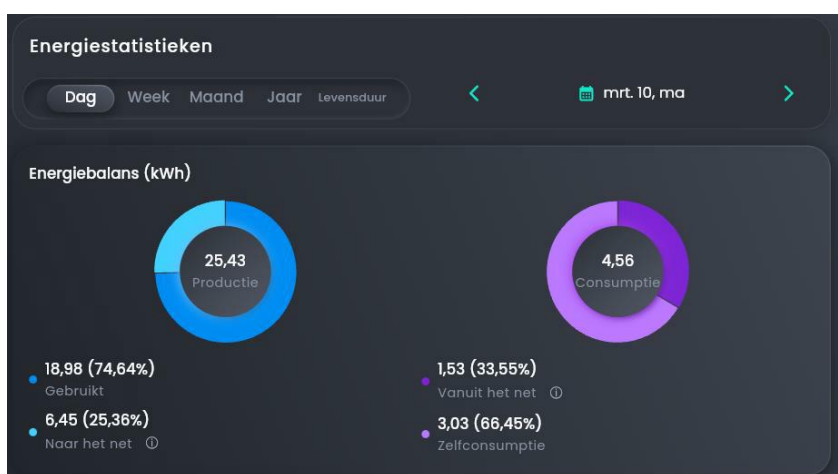 Energiestatistieken
Dag Week Maand Jaar Levensduur
mrt. 10, ma
Energiebalans (kWh)
25,43
Productie
18,98 (74,64%)
Gebruikt
6,45 (25,36%)
Naar het net
4,56
Consumptie
1,53 (33,55%)
Vanuit het net
3,03 (66,45%)
Zelfconsumptie